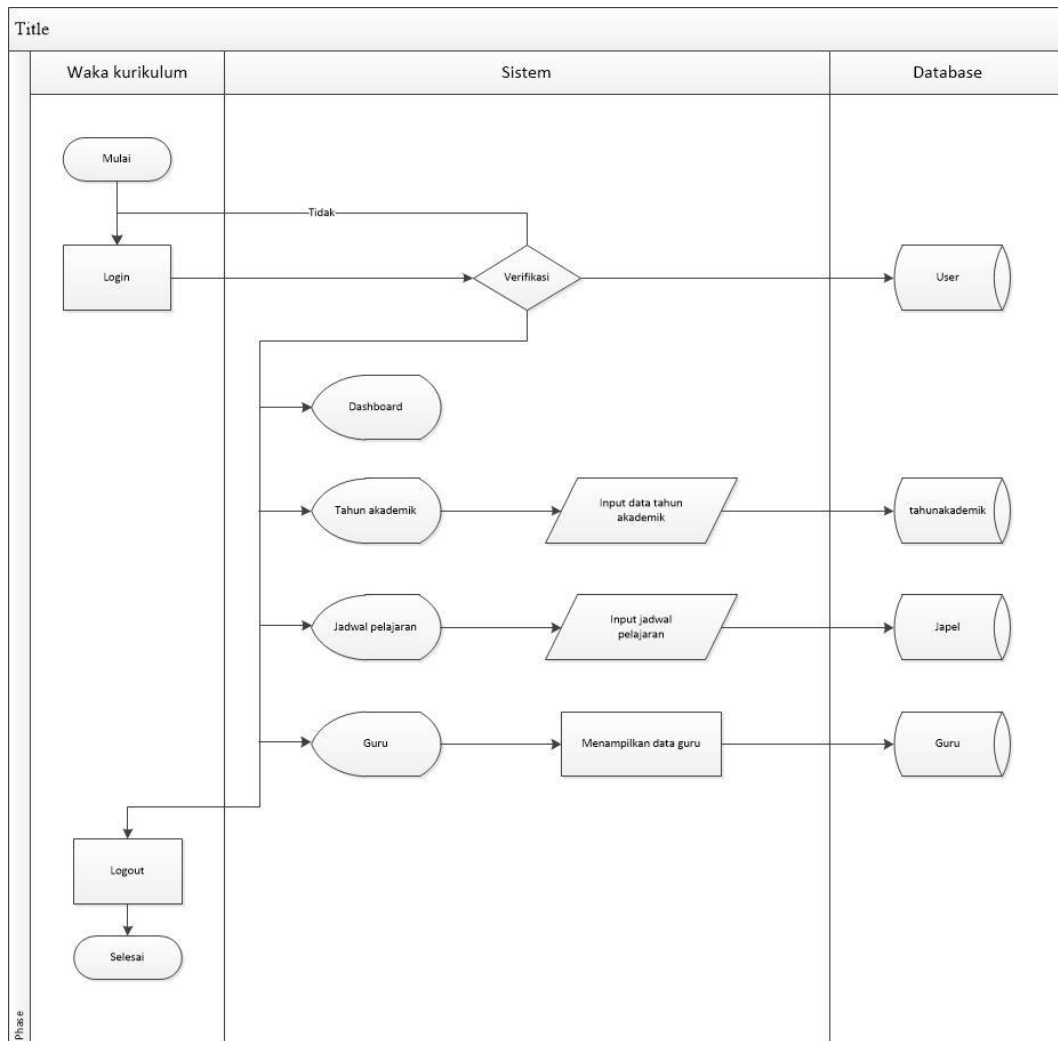 Title
Waka kurikulum
Sistem
Database
Mulai
Tidak
Login
Verifikasi
User
Dashboard
Tahun akademik
Input data tahun
akademik
tahunakademik
Jadwal pelajaran
Input jadwal
pelajaran
Japel
Guru
Menampilkan data guru
Guru
Logout
Selesai
Phase